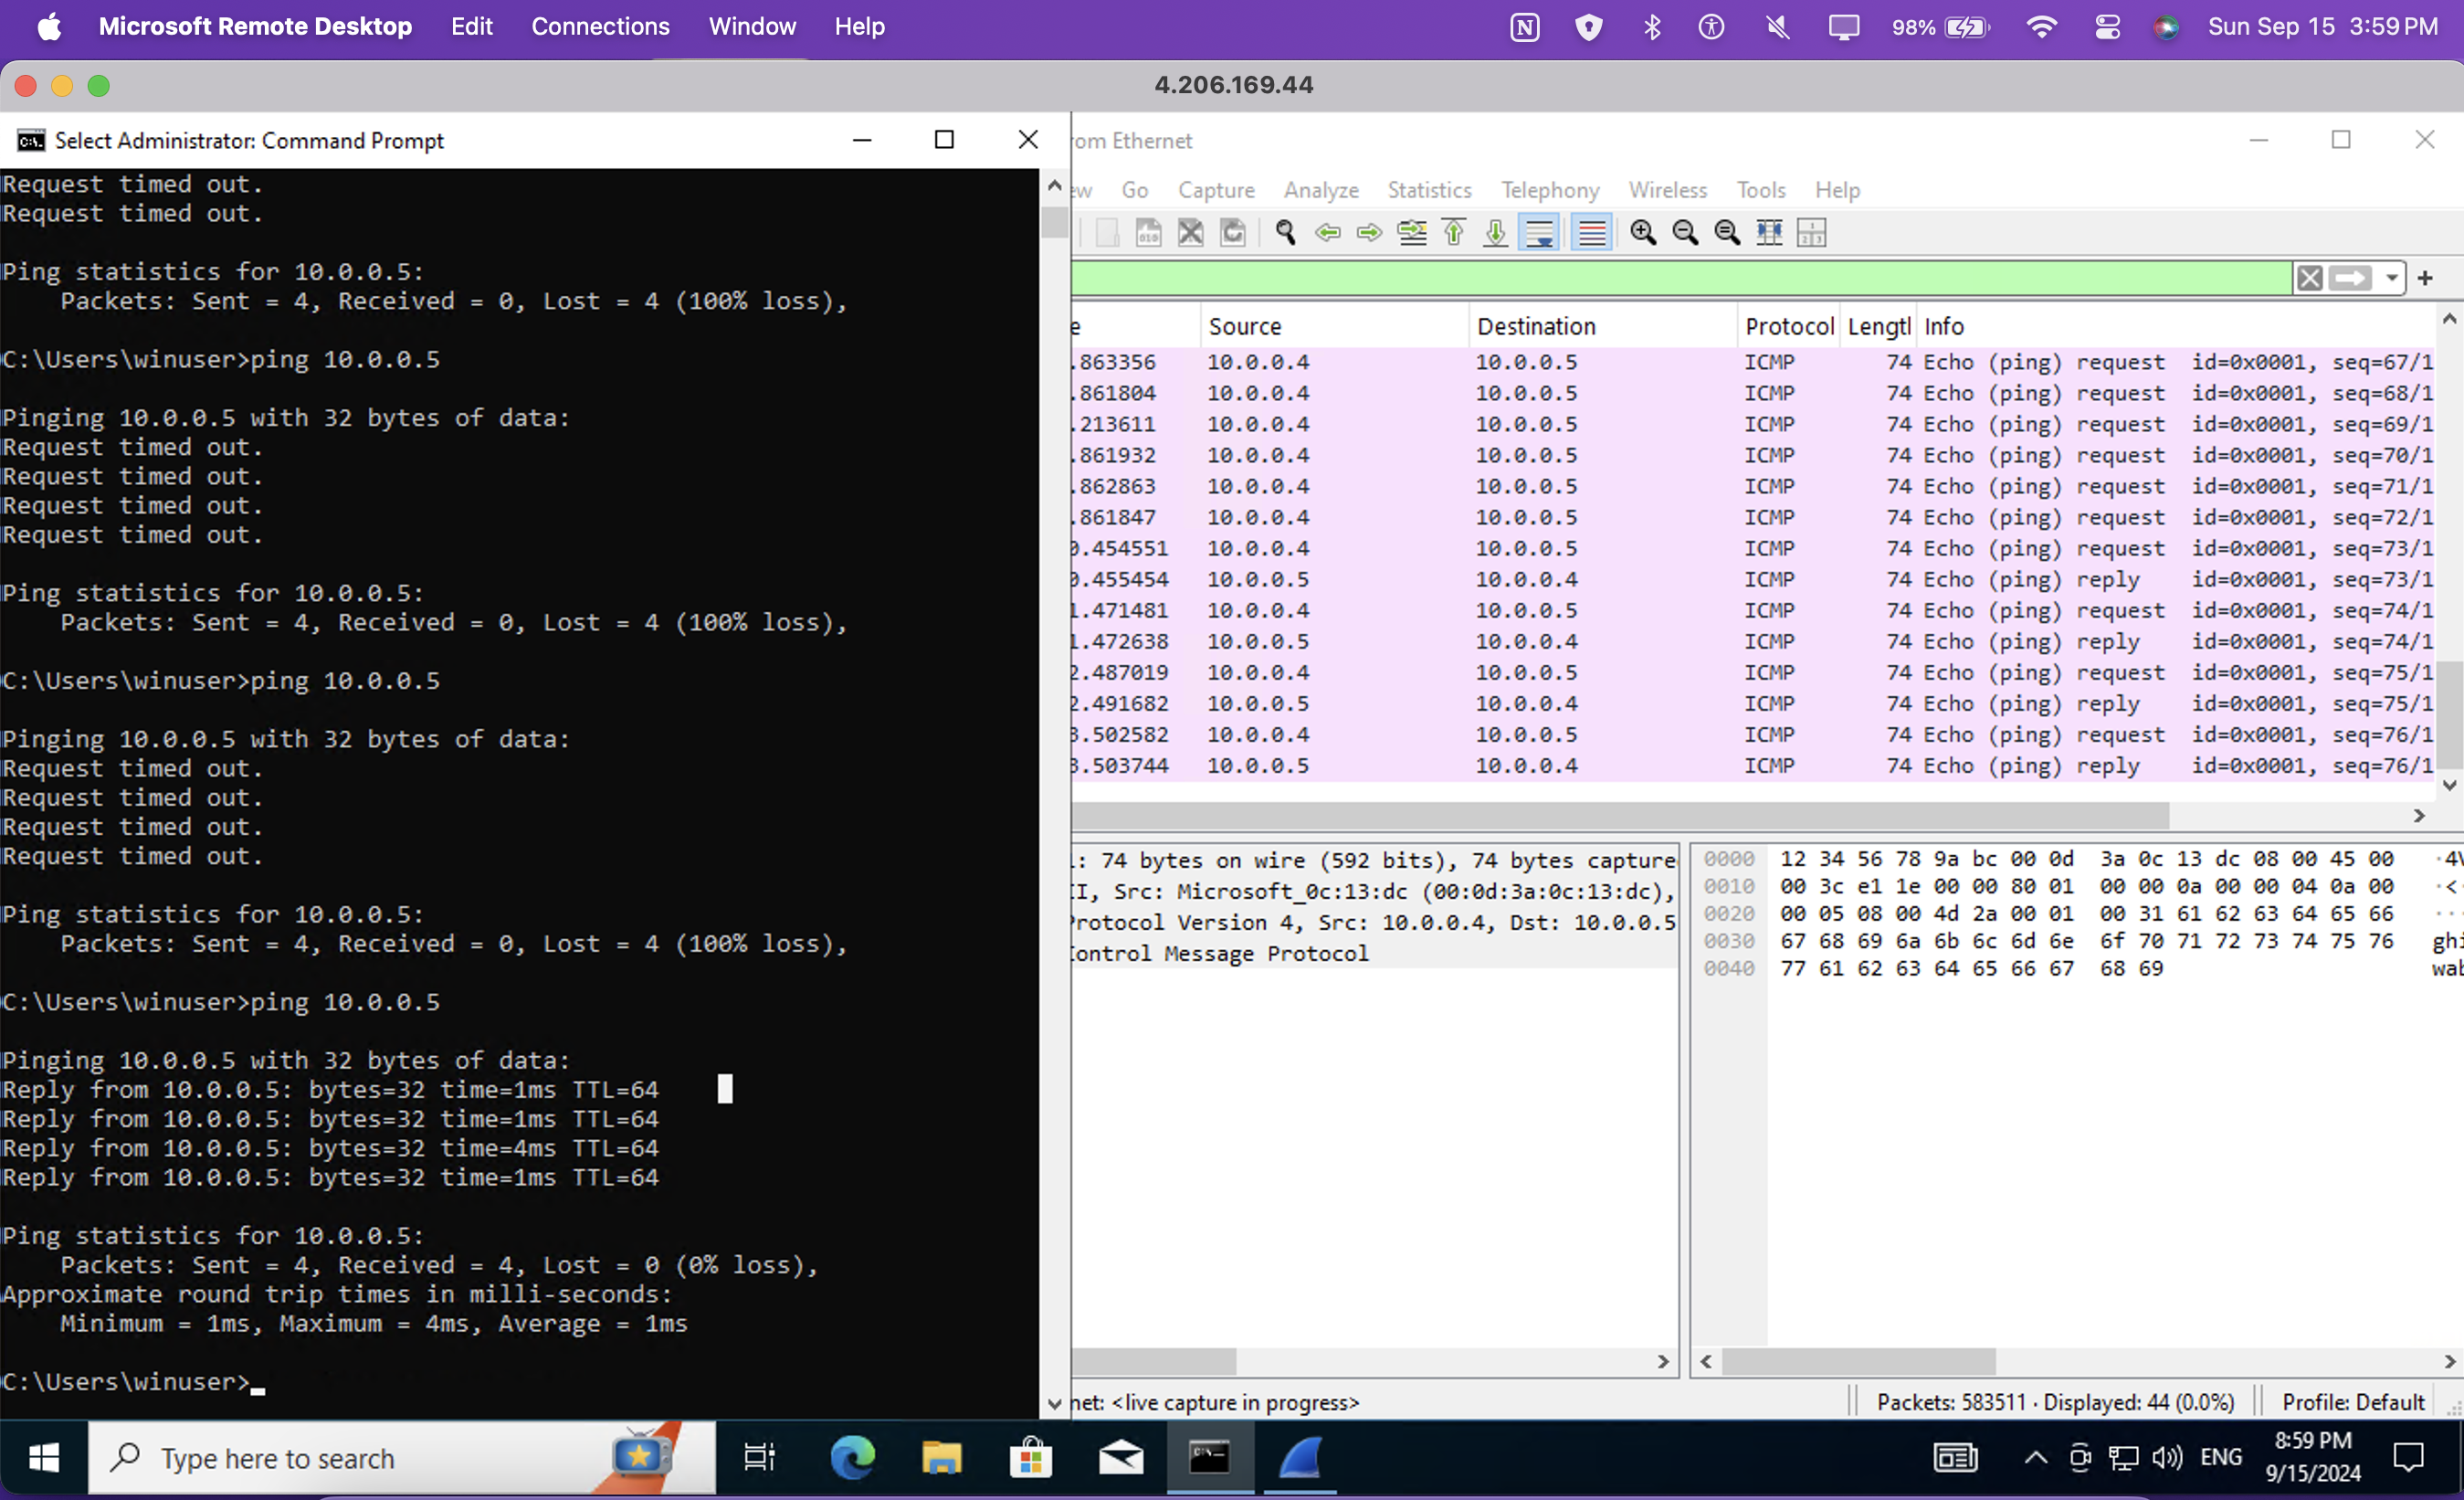 Microsoft Remote Desktop Edit Connections Window Help 98% Sun Sep 15 3:59 PM
4.206.169.44
Select Administrator: Command Prompt
Request timed out.
Request timed out.
Ping statistics for 10.0.0.5:
Packets: Sent = 4, Received = 0, Lost = 4 (100% loss),
C:\Users\winuser>ping 10.0.0.5
Pinging 10.0.0.5 with 32 bytes of data:
Request timed out.
Request timed out.
Request timed out.
Request timed out.
Ping statistics for 10.0.0.5:
Packets: Sent = 4, Received = 0, Lost = 4 (100% loss),
C:\Users\winuser>ping 10.0.0.5
Pinging 10.0.0.5 with 32 bytes of data:
Request timed out.
Request timed out.
Request timed out.
Request timed out.
Ping statistics for 10.0.0.5:
Packets: Sent = 4, Received = 0, Lost = 4 (100% loss),
C:\Users\winuser>ping 10.0.0.5
Pinging 10.0.0.5 with 32 bytes of data:
Reply from 10.0.0.5: bytes=32 time=1ms TTL=64
Reply from 10.0.0.5: bytes=32 time=1ms TTL=64
Reply from 10.0.0.5: bytes=32 time=4ms TTL=64
Reply from 10.0.0.5: bytes=32 time=1ms TTL=64
Ping statistics for 10.0.0.5:
Packets: Sent = 4, Received = 4, Lost = 0 (0% loss),
Approximate round trip times in milli-seconds:
Minimum = 1ms, Maximum = 4ms, Average = 1ms
C:\Users\winuser>
om Ethernet
ew Go Capture Analyze Statistics Telephony Wireless Tools Help
e Source Destination Protocol Lengtl Info
.863356 10.0.0.4 10.0.0.5 ICMP 74 Echo (ping) request id=0x0001, seq=67/1
.861804 10.0.0.4 10.0.0.5 ICMP 74 Echo (ping) request id=0x0001, seq=68/1
.213611 10.0.0.4 10.0.0.5 ICMP 74 Echo (ping) request id=0x0001, seq=69/1
.861932 10.0.0.4 10.0.0.5 ICMP 74 Echo (ping) request id=0x0001, seq=70/1
.862863 10.0.0.4 10.0.0.5 ICMP 74 Echo (ping) request id=0x0001, seq=71/1
.861847 10.0.0.4 10.0.0.5 ICMP 74 Echo (ping) request id=0x0001, seq=72/1
0.454551 10.0.0.4 10.0.0.5 ICMP 74 Echo (ping) request id=0x0001, seq=73/1
0.455454 10.0.0.5 10.0.0.4 ICMP 74 Echo (ping) reply id=0x0001, seq=73/1
1.471481 10.0.0.4 10.0.0.5 ICMP 74 Echo (ping) request id=0x0001, seq=74/1
1.472638 10.0.0.5 10.0.0.4 ICMP 74 Echo (ping) reply id=0x0001, seq=74/1
2.487019 10.0.0.4 10.0.0.5 ICMP 74 Echo (ping) request id=0x0001, seq=75/1
2.491682 10.0.0.5 10.0.0.4 ICMP 74 Echo (ping) reply id=0x0001, seq=75/1
3.502582 10.0.0.4 10.0.0.5 ICMP 74 Echo (ping) request id=0x0001, seq=76/1
3.503744 10.0.0.5 10.0.0.4 ICMP 74 Echo (ping) reply id=0x0001, seq=76/1
: 74 bytes on wire (592 bits), 74 bytes capture
II, Src: Microsoft_0c:13:dc (00:0d:3a:0c:13:dc),
Protocol Version 4, Src: 10.0.0.4, Dst: 10.0.0.5
Control Message Protocol
0000 12 34 56 78 9a bc 00 0d 3a 0c 13 dc 08 00 45 00 ·4V
0010 00 3c e1 1e 00 00 80 01 00 00 0a 00 00 04 0a 00 ·<·
0020 00 05 08 00 4d 2a 00 01 00 31 61 62 63 64 65 66 ···
0030 67 68 69 6a 6b 6c 6d 6e 6f 70 71 72 73 74 75 76 ghi
0040 77 61 62 63 64 65 66 67 68 69 wab
net: <live capture in progress> Packets: 583511 · Displayed: 44 (0.0%) Profile: Default
Type here to search ENG 8:59 PM
9/15/2024